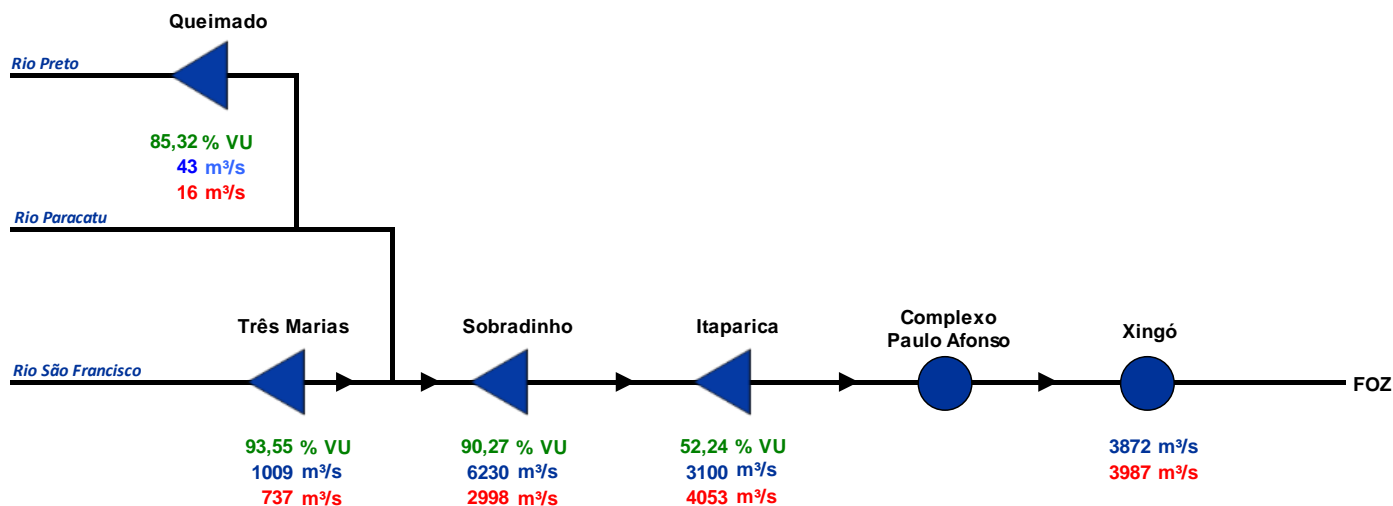 Queimado
Rio Preto
85,32 % VU
43 m³/s
16 m³/s
Rio Paracatu
Três Marias
Sobradinho
Itaparica
Complexo
Paulo Afonso
Xingó
Rio São Francisco
FOZ
93,55 % VU
1009 m³/s
737 m³/s
90,27 % VU
6230 m³/s
2998 m³/s
52,24 % VU
3100 m³/s
4053 m³/s
3872 m³/s
3987 m³/s